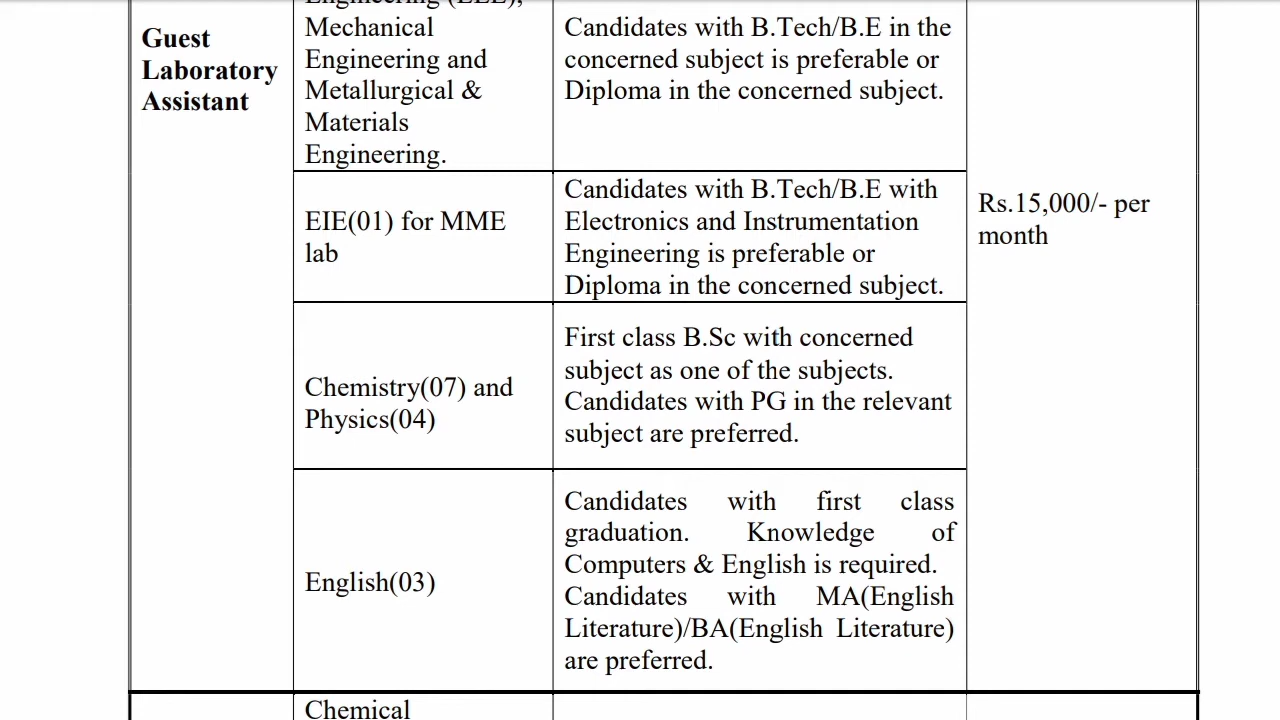 Guest
Laboratory
Assistant
Engineering (EEE),
Mechanical
Engineering and
Metallurgical &
Materials
Engineering.
Candidates with B.Tech/B.E in the
concerned subject is preferable or
Diploma in the concerned subject.
EIE(01) for MME
lab
Candidates with B.Tech/B.E with
Electronics and Instrumentation
Engineering is preferable or
Diploma in the concerned subject.
Rs.15,000/- per
month
Chemistry(07) and
Physics(04)
First class B.Sc with concerned
subject as one of the subjects.
Candidates with PG in the relevant
subject are preferred.
English(03)
Candidates with first class
graduation. Knowledge of
Computers & English is required.
Candidates with MA(English
Literature)/BA(English Literature)
are preferred.
Chemical